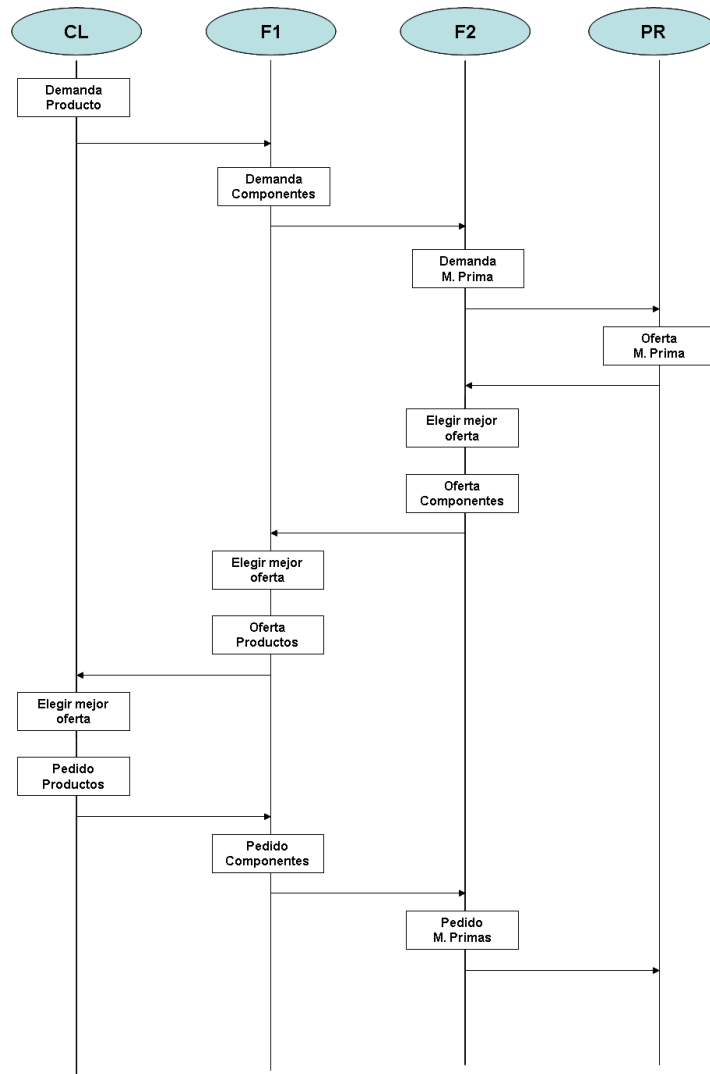 CL
F1
F2
PR
Demanda
Producto
Demanda
Componentes
Demanda
M. Prima
Oferta
M. Prima
Elegir mejor
oferta
Oferta
Componentes
Elegir mejor
oferta
Oferta
Productos
Elegir mejor
oferta
Pedido
Productos
Pedido
Componentes
Pedido
M. Primas